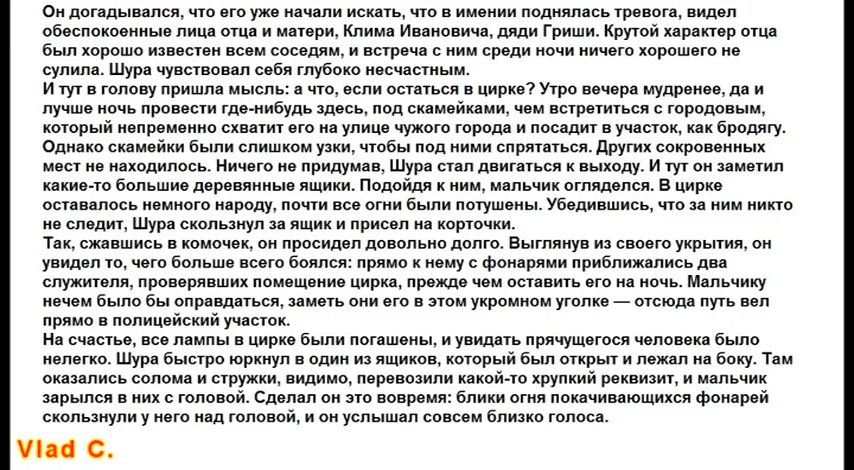 Он догадывался, что его уже начали искать, что в имении поднялась тревога, видел
обеспокоенные лица отца и матери, Клима Ивановича, дяди Гриши. Крутой характер отца
был хорошо известен всем соседям, и встреча с ним среди ночи ничего хорошего не
сулила. Шура чувствовал себя глубоко несчастным.
И тут в голову пришла мысль: а что, если остаться в цирке? Утро вечера мудренее, да и
лучше ночь провести где-нибудь здесь, под скамейками, чем встретиться с городовым,
который непременно схватит его на улице чужого города и посадит в участок, как бродягу.
Однако скамейки были слишком узки, чтобы под ними спрятаться. Других сокровенных
мест не находилось. Ничего не придумав, Шура стал двигаться к выходу. И тут он заметил
какие-то большие деревянные ящики. Подойдя к ним, мальчик огляделся. В цирке
оставалось немного народу, почти все огни были потушены. Убедившись, что за ним никто
не следит, Шура скользнул за ящик и присел на корточки.
Так, сжавшись в комочек, он просидел довольно долго. Выглянув из своего укрытия, он
увидел то, чего больше всего боялся: прямо к нему с фонарями приближались два
служителя, проверявших помещение цирка, прежде чем оставить его на ночь. Мальчику
нечем было бы оправдаться, заметь они его в этом укромном уголке — отсюда путь вел
прямо в полицейский участок.
На счастье, все лампы в цирке были погашены, и увидать прячущегося человека было
нелегко. Шура быстро юркнул в один из ящиков, который был открыт и лежал на боку. Там
оказались солома и стружки, видимо, перевозили какой-то хрупкий реквизит, и мальчик
зарылся в них с головой. Сделал он это вовремя: блики огня покачивающихся фонарей
скользнули у него над головой, и он услышал совсем близко голоса.
Vlad C.